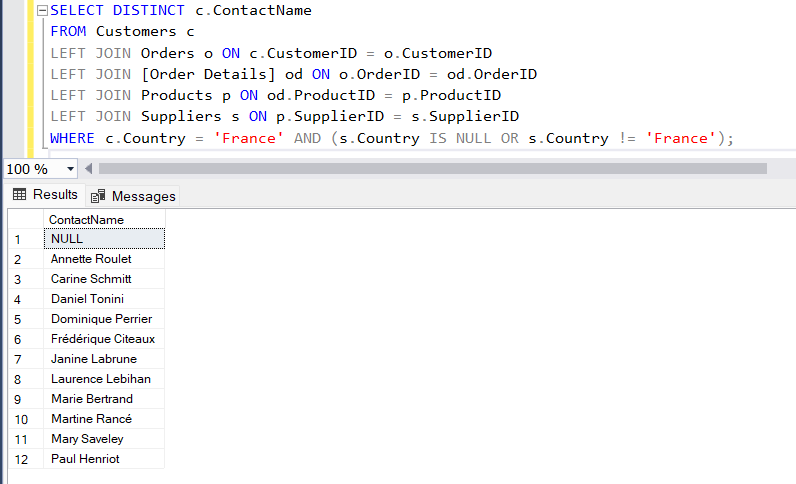 SELECT DISTINCT c.ContactName
FROM Customers c
LEFT JOIN Orders o ON c.CustomerID = o.CustomerID
LEFT JOIN [Order Details] od ON o.OrderID = od.OrderID
LEFT JOIN Products p ON od.ProductID = p.ProductID
LEFT JOIN Suppliers s ON p.SupplierID = s.SupplierID
WHERE c.Country = 'France' AND (s.Country IS NULL OR s.Country != 'France');
100 %
Results Messages
ContactName
1 NULL
2 Annette Roulet
3 Carine Schmitt
4 Daniel Tonini
5 Dominique Perrier
6 Frédérique Citeaux
7 Janine Labrune
8 Laurence Lebihan
9 Marie Bertrand
10 Martine Rancé
11 Mary Saveley
12 Paul Henriot